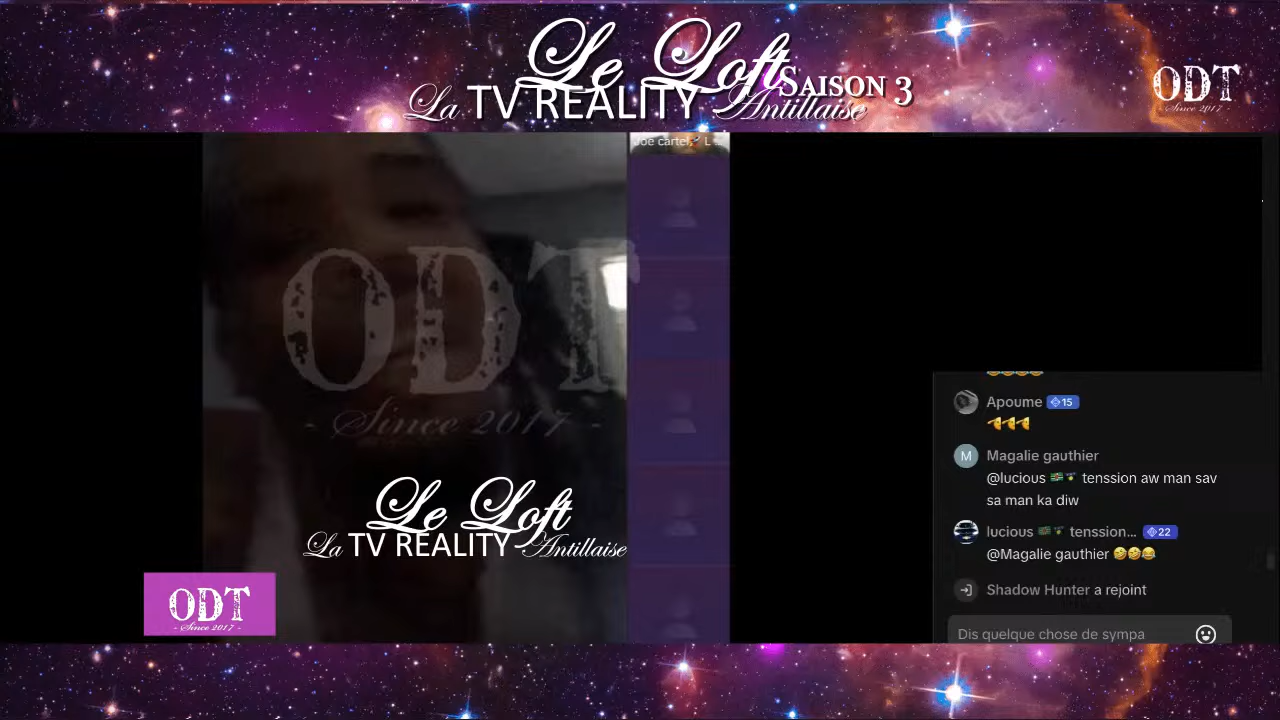 Le Loft Saison 3
La TV REALITY Antillaise
ODT
Since 2017
Joe cartel L...
ODT
- Since 2017 -
Le Loft
La TV REALITY Antillaise
ODT
- Since 2017 -
Apoume 15
Magalie gauthier
@lucious tenssion aw man sav
sa man ka diw
lucious tenssion... 22
@Magalie gauthier 🤣🤣😂
Shadow Hunter a rejoint
Dis quelque chose de sympa